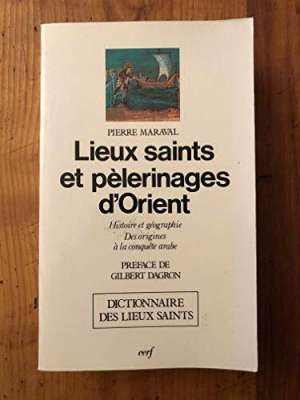 PIERRE MARAVAL
Lieux saints
et pèlerinages
d'Orient
Histoire et géographie
Des origines
à la conquête arabe
PREFACE DE
GILBERT DAGRON
DICTIONNAIRE
DES LIEUX SAINTS
cerf